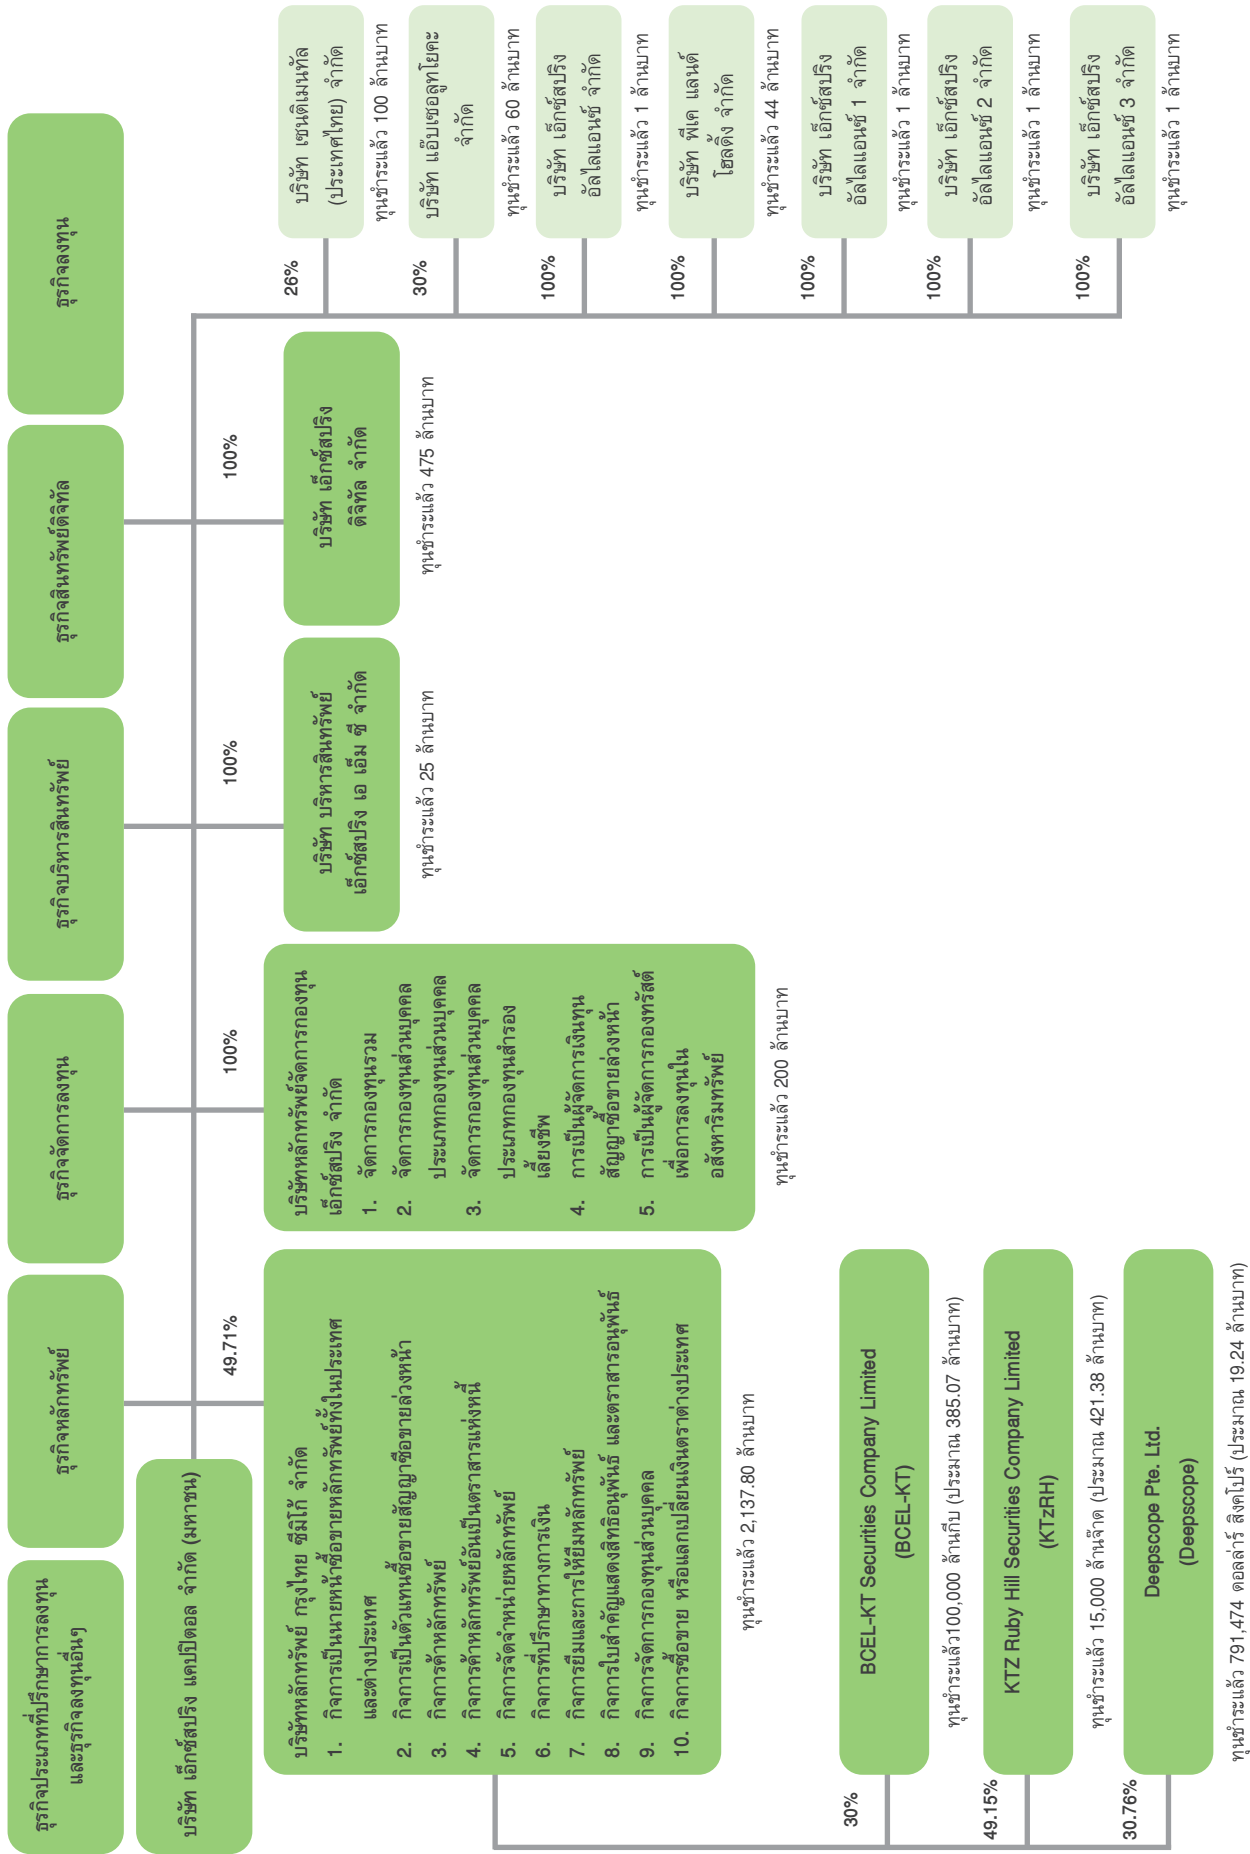 ธุรกิจประเภทที่ปรึกษาการลงทุน
และธุรกิจลงทุนอื่นๆ
ธุรกิจหลักทรัพย์
ธุรกิจจัดการลงทุน
ธุรกิจบริหารสินทรัพย์
ธุรกิจสินทรัพย์ดิจิทัล
ธุรกิจลงทุน
บริษัท เอ็กซ์สปริง แคปปิตอล จำกัด (มหาชน)
49.71%
100%
100%
100%
บริษัทหลักทรัพย์ กรุงไทย ซีมิโก้ จำกัด
1. กิจการเป็นนายหน้าซื้อขายหลักทรัพย์ทั้งในประเทศ
และต่างประเทศ
2. กิจการเป็นตัวแทนซื้อขายสัญญาซื้อขายล่วงหน้า
3. กิจการค้าหลักทรัพย์
4. กิจการค้าหลักทรัพย์อันเป็นตราสารแห่งหนี้
5. กิจการจัดจำหน่ายหลักทรัพย์
6. กิจการที่ปรึกษาทางการเงิน
7. กิจการยืมและการให้ยืมหลักทรัพย์
8. กิจการใบสำคัญแสดงสิทธิอนุพันธ์ และตราสารอนุพันธ์
9. กิจการจัดการกองทุนส่วนบุคคล
10. กิจการซื้อขาย หรือแลกเปลี่ยนเงินตราต่างประเทศ
ทุนชำระแล้ว 2,137.80 ล้านบาท
บริษัทหลักทรัพย์จัดการกองทุน
เอ็กซ์สปริง จำกัด
1. จัดการกองทุนรวม
2. จัดการกองทุนส่วนบุคคล
ประเภทกองทุนส่วนบุคคล
3. จัดการกองทุนส่วนบุคคล
ประเภทกองทุนสำรอง
เลี้ยงชีพ
4. การเป็นผู้จัดการเงินทุน
สัญญาซื้อขายล่วงหน้า
5. การเป็นผู้จัดการกองทรัสต์
เพื่อการลงทุนใน
อสังหาริมทรัพย์
ทุนชำระแล้ว 200 ล้านบาท
บริษัท บริหารสินทรัพย์
เอ็กซ์สปริง เอ เอ็ม ซี จำกัด
ทุนชำระแล้ว 25 ล้านบาท
บริษัท เอ็กซ์สปริง
ดิจิทัล จำกัด
ทุนชำระแล้ว 475 ล้านบาท
26%
บริษัท เซนติเมนทัล
(ประเทศไทย) จำกัด
ทุนชำระแล้ว 100 ล้านบาท
30%
บริษัท แอ๊บเซอลูทโยคะ
จำกัด
ทุนชำระแล้ว 60 ล้านบาท
100%
บริษัท เอ็กซ์สปริง
อัลไลแอนซ์ จำกัด
ทุนชำระแล้ว 1 ล้านบาท
100%
บริษัท พีเค แลนด์
โฮลดิ้ง จำกัด
ทุนชำระแล้ว 44 ล้านบาท
100%
บริษัท เอ็กซ์สปริง
อัลไลแอนซ์ 1 จำกัด
ทุนชำระแล้ว 1 ล้านบาท
100%
บริษัท เอ็กซ์สปริง
อัลไลแอนซ์ 2 จำกัด
ทุนชำระแล้ว 1 ล้านบาท
100%
บริษัท เอ็กซ์สปริง
อัลไลแอนซ์ 3 จำกัด
ทุนชำระแล้ว 1 ล้านบาท
30%
BCEL-KT Securities Company Limited
(BCEL-KT)
ทุนชำระแล้ว100,000 ล้านกีบ (ประมาณ 385.07 ล้านบาท)
49.15%
KTZ Ruby Hill Securities Company Limited
(KTzRH)
ทุนชำระแล้ว 15,000 ล้านจ๊าด (ประมาณ 421.38 ล้านบาท)
30.76%
Deepscope Pte. Ltd.
(Deepscope)
ทุนชำระแล้ว 791,474 ดอลล่าร์ สิงคโปร์ (ประมาณ 19.24 ล้านบาท)